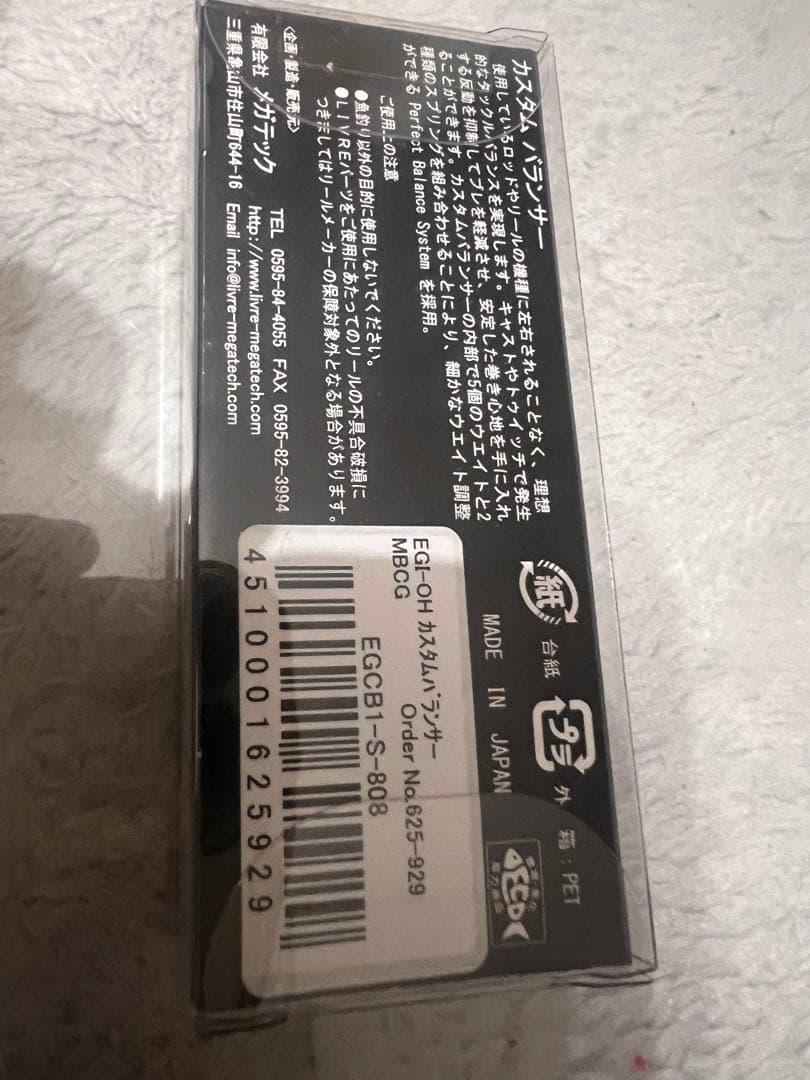 カスタム バランサー
使用しているロッドやリールの機種に左右されることなく、理想
的なタックルバランスを実現します。キャストやトゥイッチで発生
する反動を抑制してブレを軽減させ、安定した巻き心地を手に入れ
ることができます。カスタムバランサーの内部で5個のウエイトと2
種類のスプリングを組み合わせることにより、細かなウエイト調整
ができる Perfect Balance System を採用。
ご使用上の注意
●魚釣り以外の目的に使用しないでください。
●LIVREパーツをご使用にあたってのリールの不具合破損に
つきましてはリールメーカーの保障対象外となる場合があります。
〈企画・製造・販売元〉
有限会社 メガテック
三重県亀山市住山町644-16
TEL 0595-84-4055 FAX 0595-82-3994
http://www.livre-megatech.com
Email info@livre-megatech.com
紙
台紙
プラ
外箱:PET
MADE IN JAPAN
EGI-OH カスタムバランサー
MBCG
Order No.625-929
EGCB1-S-808
4510001625929